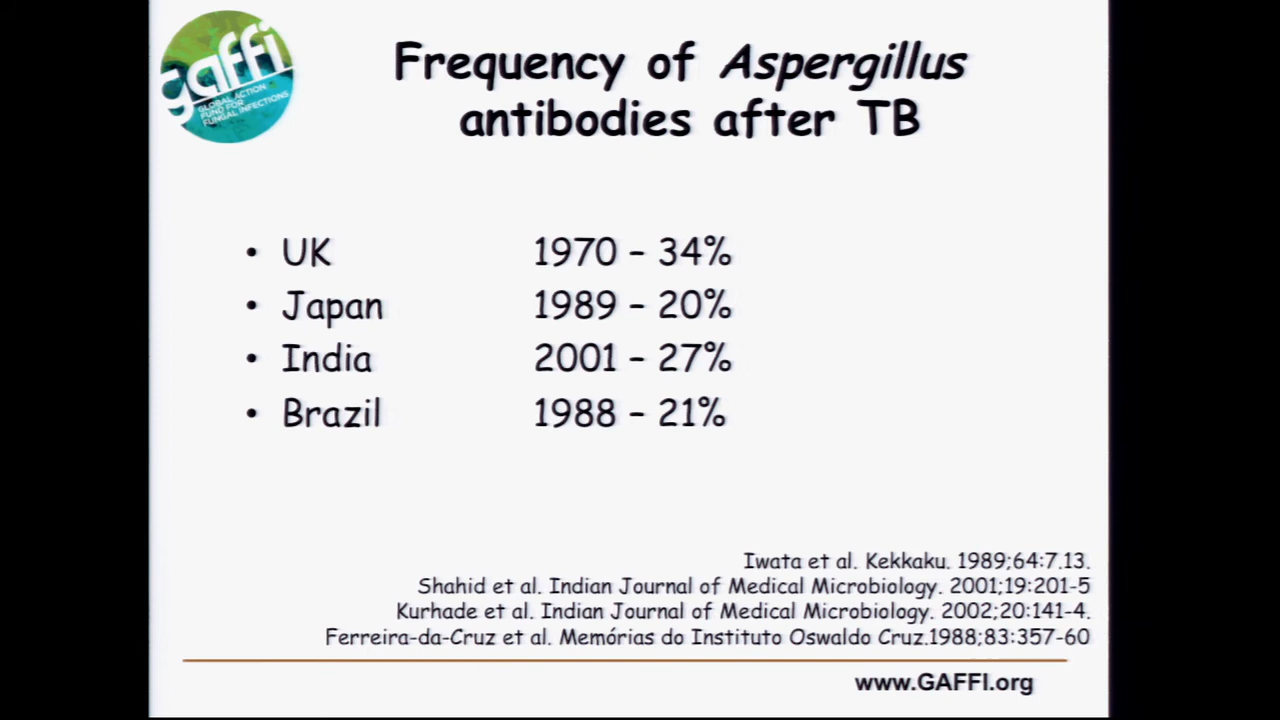 gaffi
GLOBAL ACTION
FUND FOR
FUNGAL INFECTIONS
Frequency of Aspergillus
antibodies after TB
• UK 1970 – 34%
• Japan 1989 – 20%
• India 2001 – 27%
• Brazil 1988 – 21%
Iwata et al. Kekkaku. 1989;64:7.13.
Shahid et al. Indian Journal of Medical Microbiology. 2001;19:201-5
Kurhade et al. Indian Journal of Medical Microbiology. 2002;20:141-4.
Ferreira-da-Cruz et al. Memórias do Instituto Oswaldo Cruz.1988;83:357-60
www.GAFFI.org